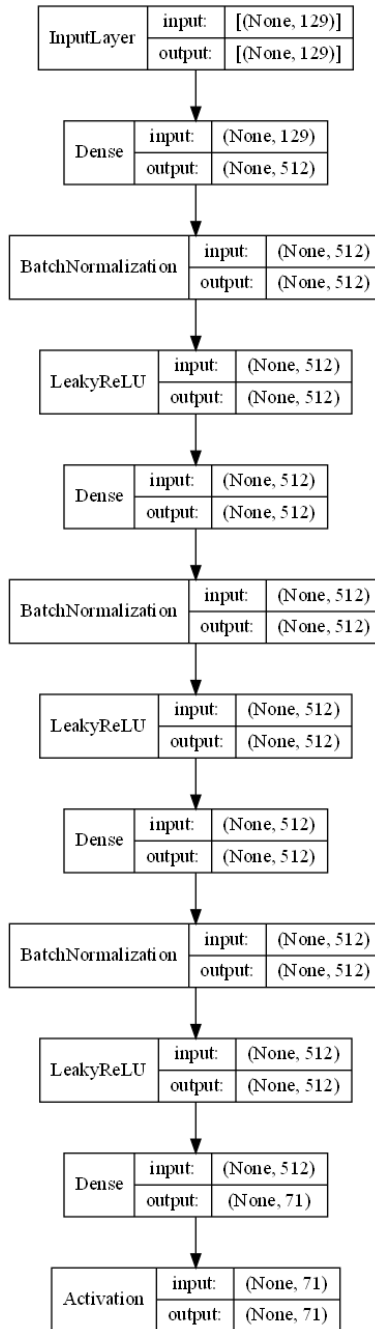 InputLayer input: [(None, 129)]
output: [(None, 129)]
Dense input: (None, 129)
output: (None, 512)
BatchNormalization input: (None, 512)
output: (None, 512)
LeakyReLU input: (None, 512)
output: (None, 512)
Dense input: (None, 512)
output: (None, 512)
BatchNormalization input: (None, 512)
output: (None, 512)
LeakyReLU input: (None, 512)
output: (None, 512)
Dense input: (None, 512)
output: (None, 512)
BatchNormalization input: (None, 512)
output: (None, 512)
LeakyReLU input: (None, 512)
output: (None, 512)
Dense input: (None, 512)
output: (None, 71)
Activation input: (None, 71)
output: (None, 71)